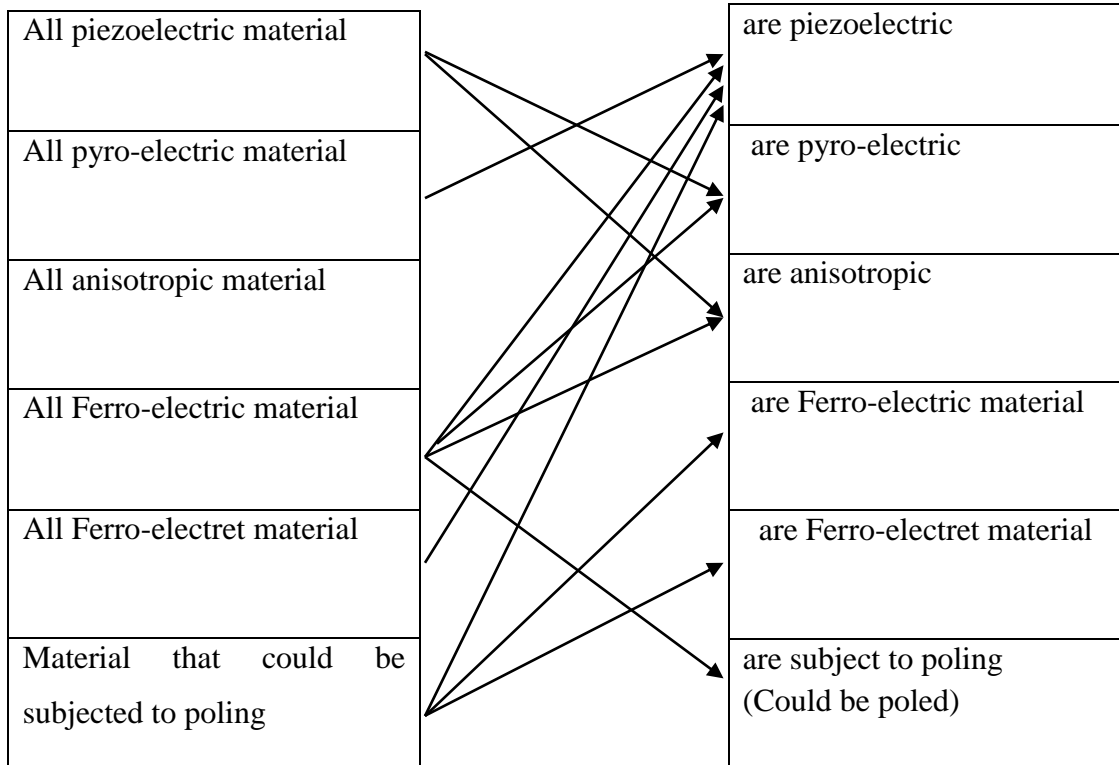 All piezoelectric material
are piezoelectric
All pyro-electric material
are pyro-electric
All anisotropic material
are anisotropic
All Ferro-electric material
are Ferro-electric material
All Ferro-electret material
are Ferro-electret material
Material that could be
subjected to poling
are subject to poling
(Could be poled)